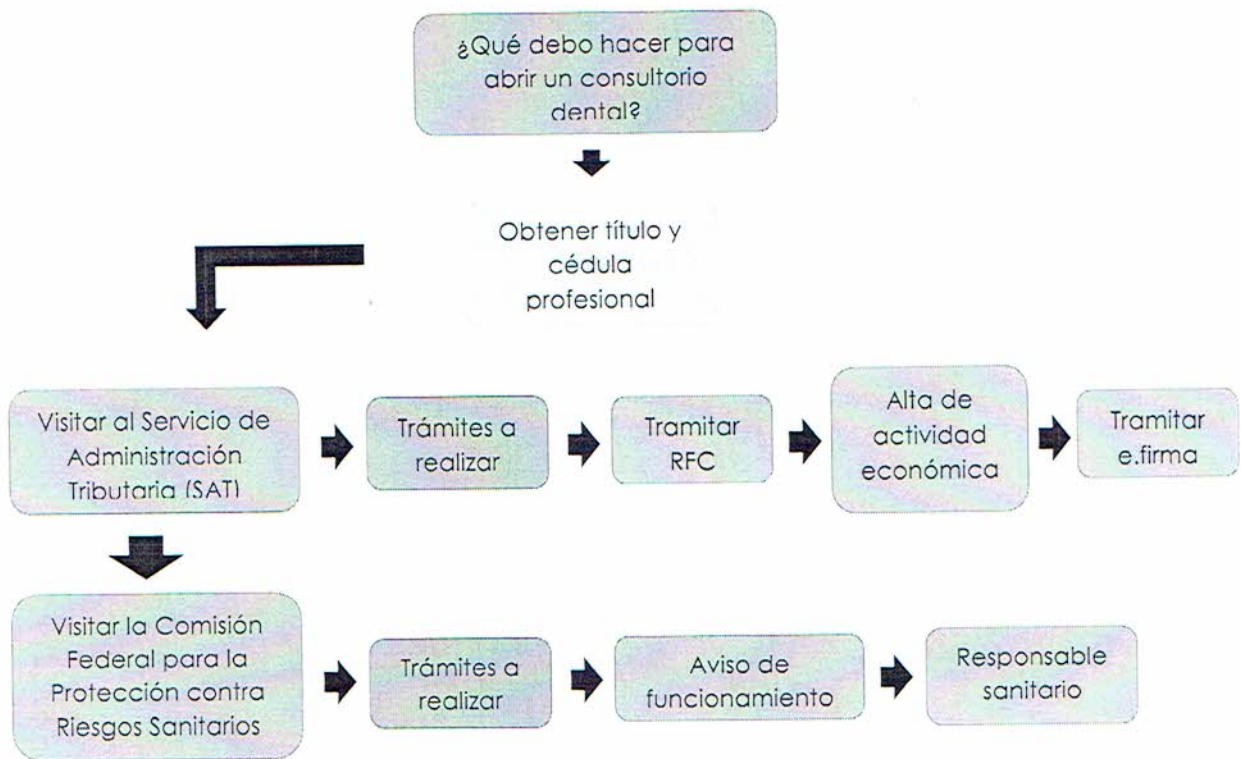 ¿Qué debo hacer para
abrir un consultorio
dental?
Obtener título y
cédula
profesional
Visitar al Servicio de
Administración
Tributaria (SAT)
Trámites a
realizar
Tramitar
RFC
Alta de
actividad
económica
Tramitar
e.firma
Visitar la Comisión
Federal para la
Protección contra
Riesgos Sanitarios
Trámites a
realizar
Aviso de
funcionamiento
Responsable
sanitario